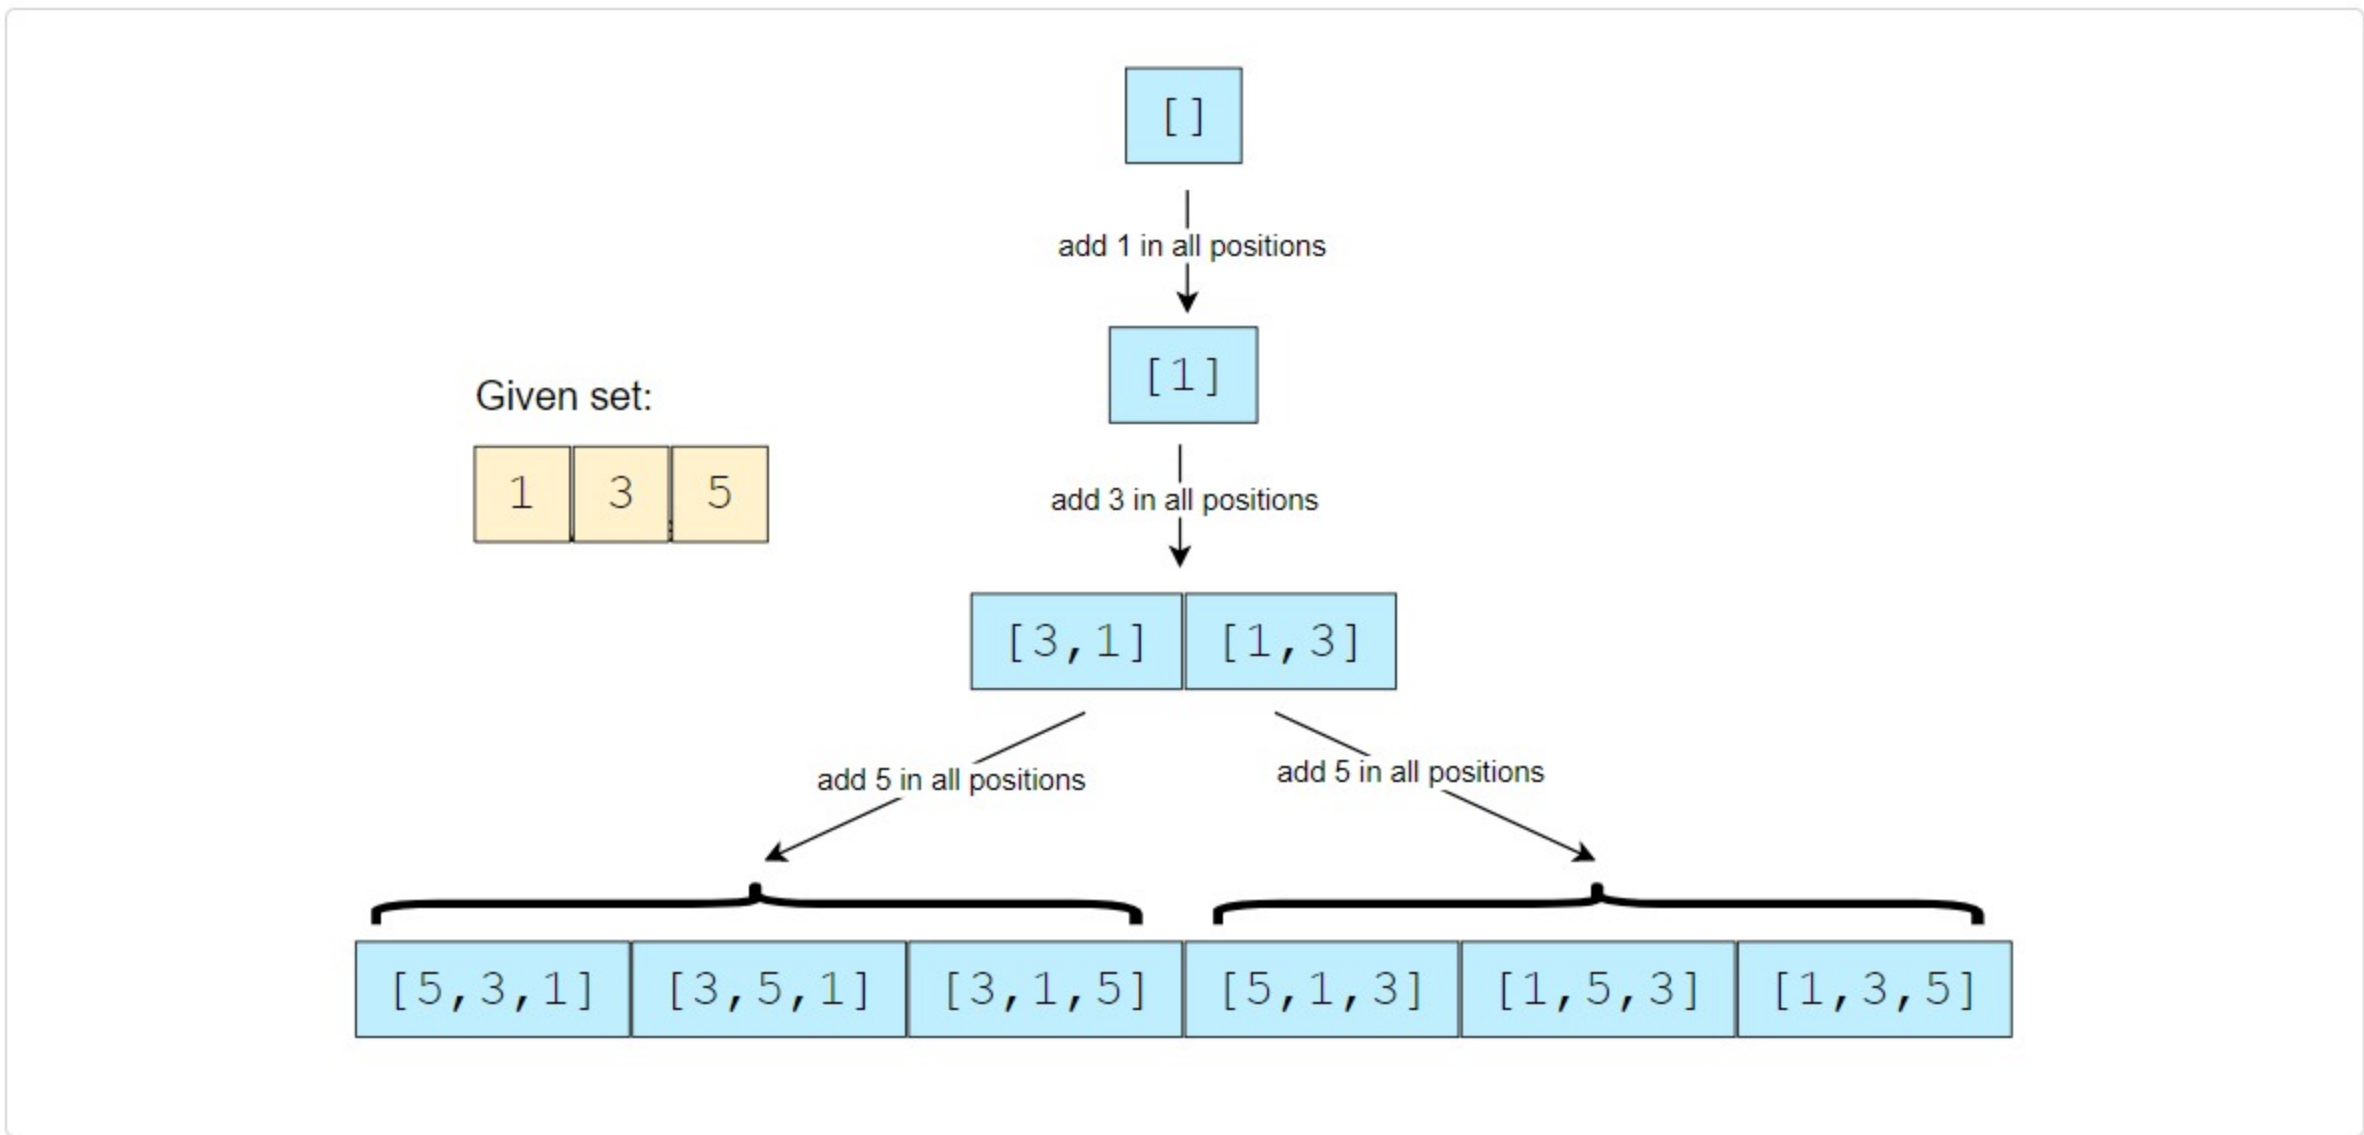 []
add 1 in all positions
[1]
Given set:
1 3 5
add 3 in all positions
[3,1] [1,3]
add 5 in all positions
add 5 in all positions
[5,3,1] [3,5,1] [3,1,5] [5,1,3] [1,5,3] [1,3,5]